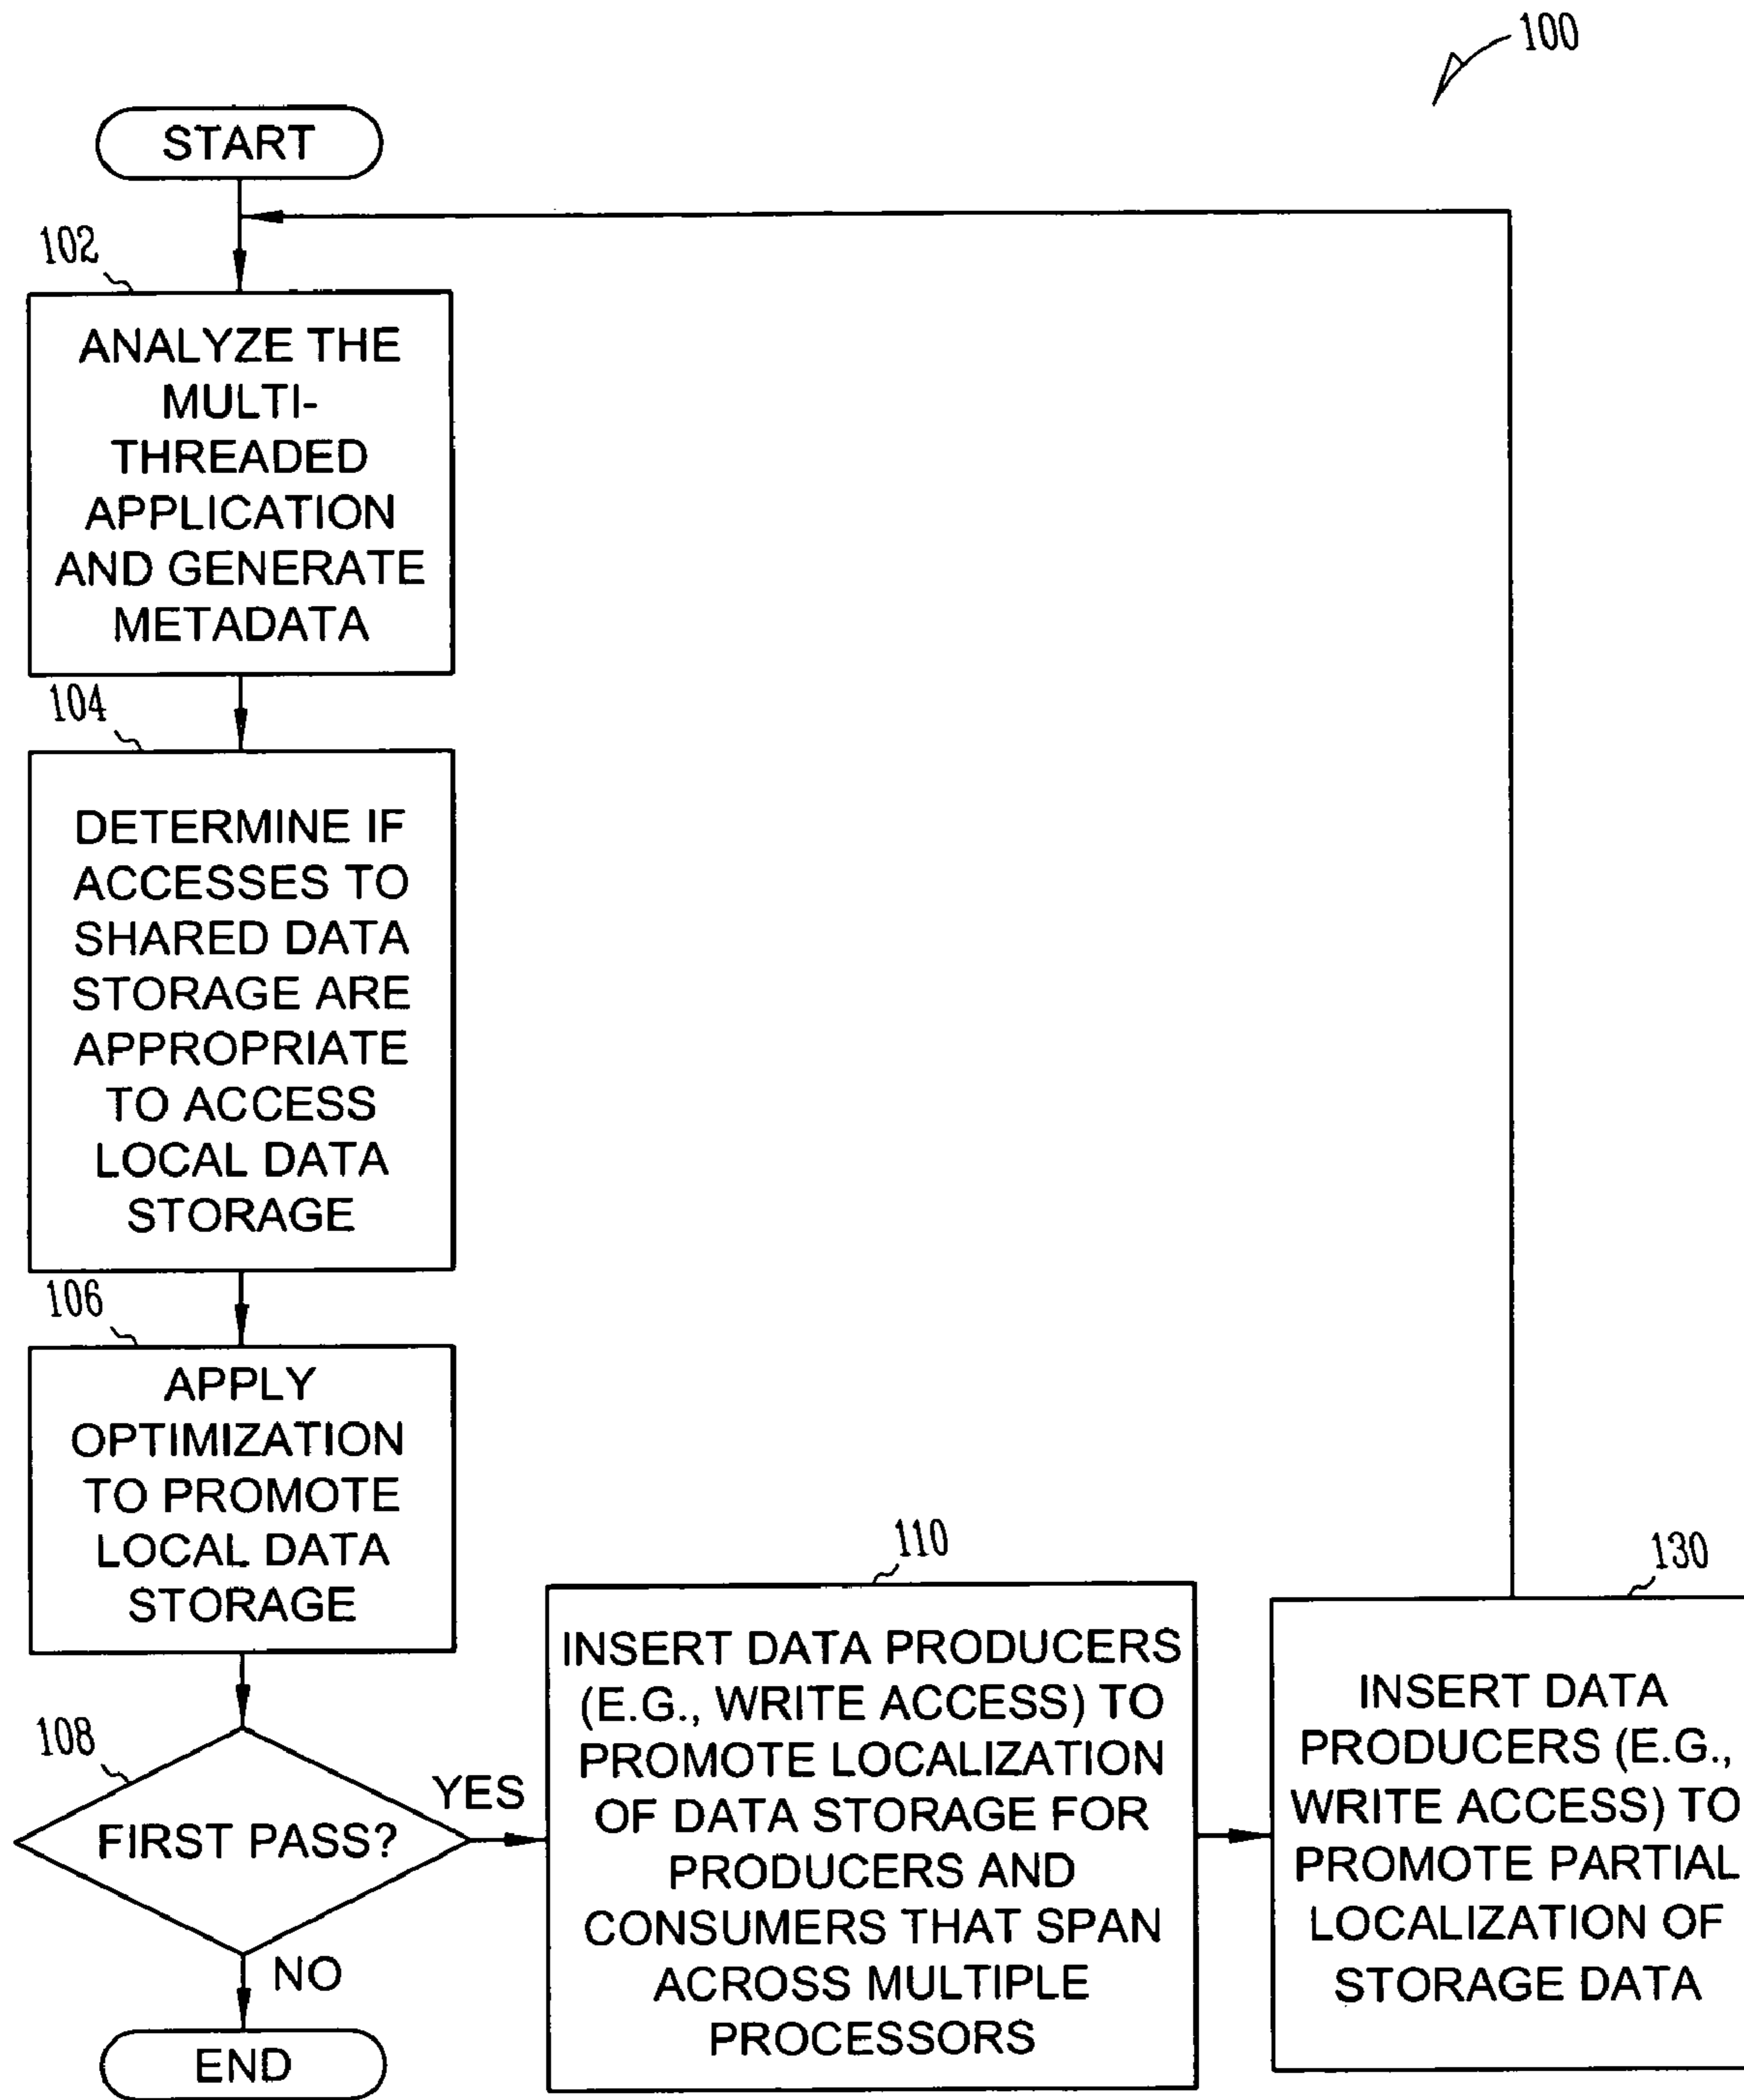 100
START
102
ANALYZE THE
MULTI-
THREADED
APPLICATION
AND GENERATE
METADATA
104
DETERMINE IF
ACCESSES TO
SHARED DATA
STORAGE ARE
APPROPRIATE
TO ACCESS
LOCAL DATA
STORAGE
106
APPLY
OPTIMIZATION
TO PROMOTE
LOCAL DATA
STORAGE
108
FIRST PASS?
YES
NO
END
110
INSERT DATA PRODUCERS
(E.G., WRITE ACCESS) TO
PROMOTE LOCALIZATION
OF DATA STORAGE FOR
PRODUCERS AND
CONSUMERS THAT SPAN
ACROSS MULTIPLE
PROCESSORS
130
INSERT DATA
PRODUCERS (E.G.,
WRITE ACCESS) TO
PROMOTE PARTIAL
LOCALIZATION OF
STORAGE DATA